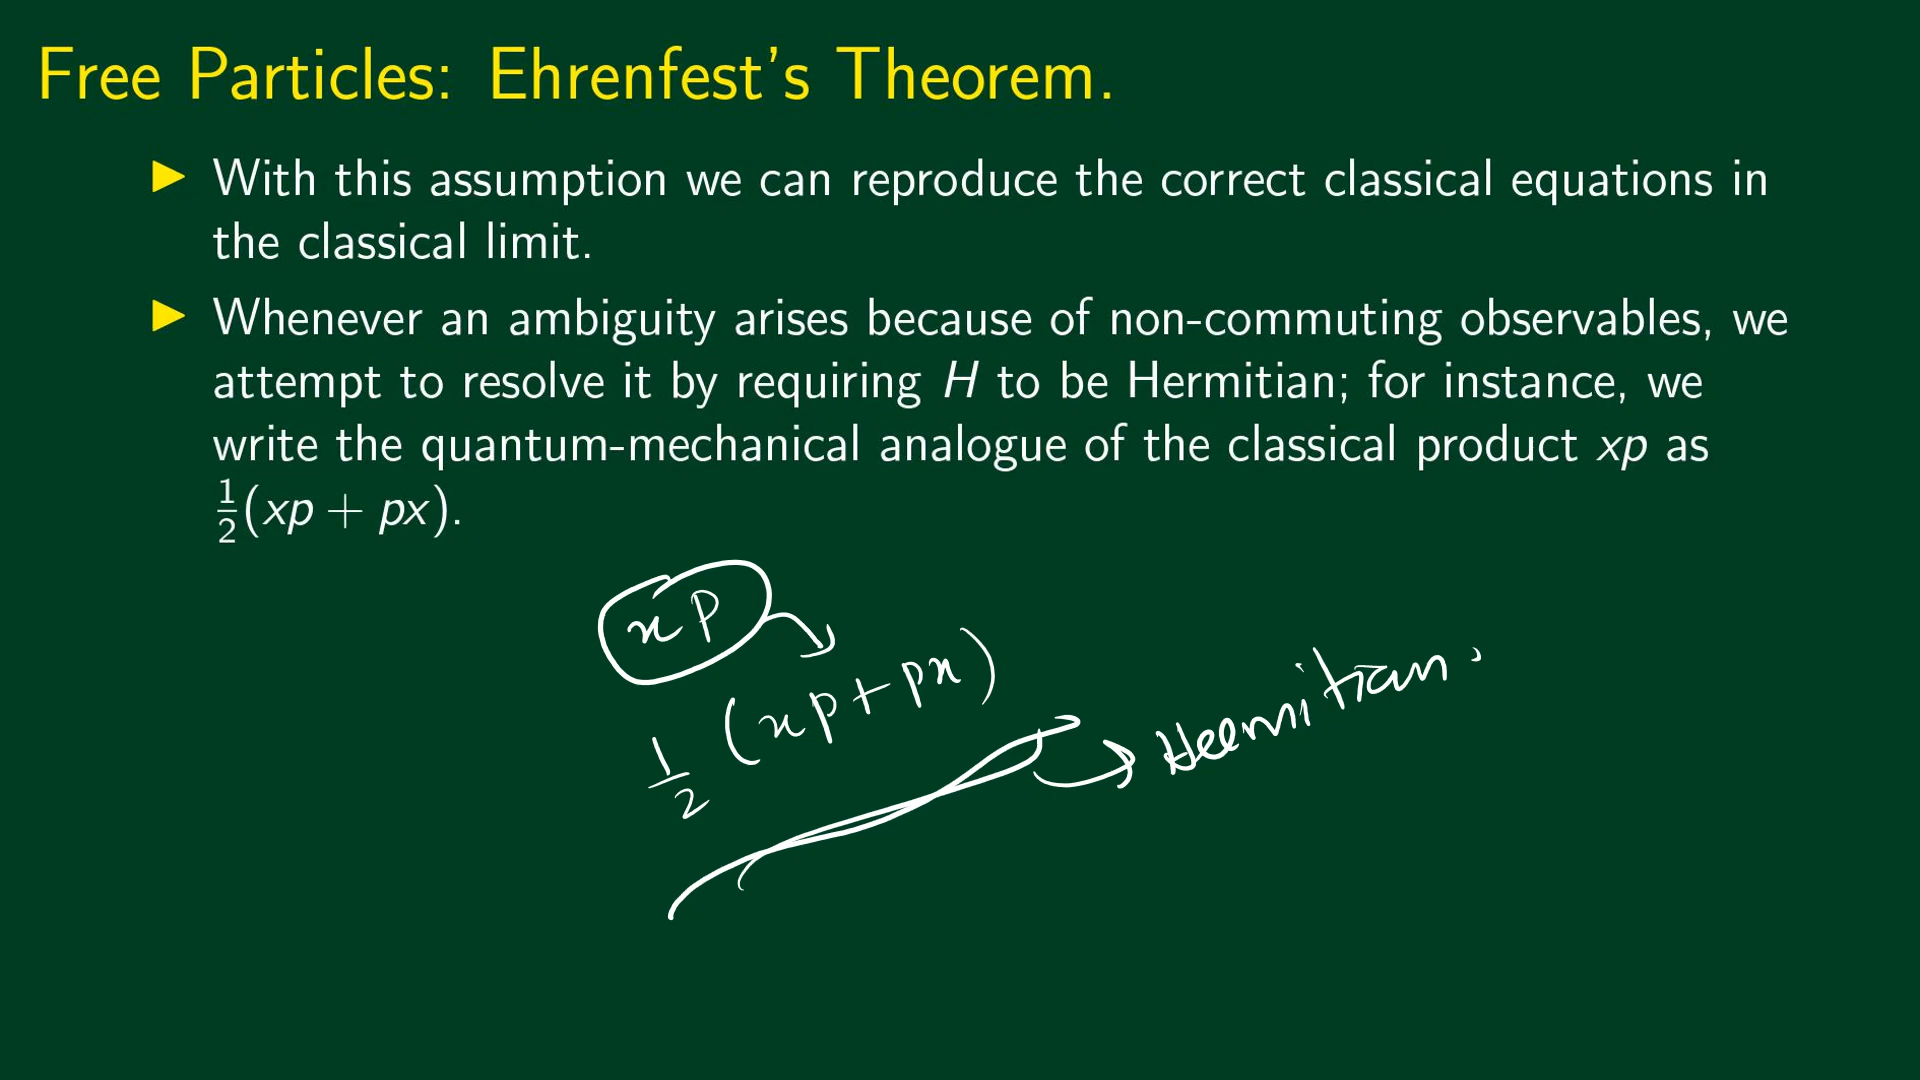 Free Particles: Ehrenfest's Theorem.
▶ With this assumption we can reproduce the correct classical equations in
the classical limit.
▶ Whenever an ambiguity arises because of non-commuting observables, we
attempt to resolve it by requiring H to be Hermitian; for instance, we
write the quantum-mechanical analogue of the classical product xp as
½(xp + px).
xP
½ (xp+px)
Hermitian.